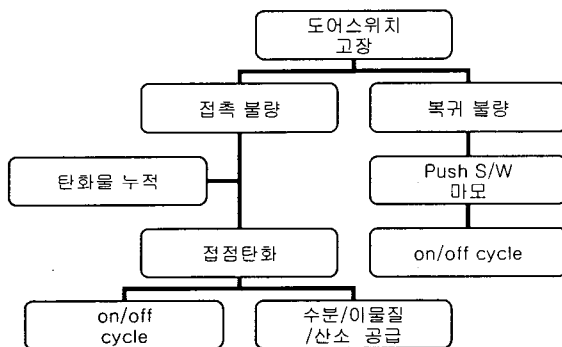 도어스위치
고장
접촉 불량
복귀 불량
탄화물 누적
Push S/W
마모
접점탄화
on/off cycle
on/off
cycle
수분/이물질
/산소 공급